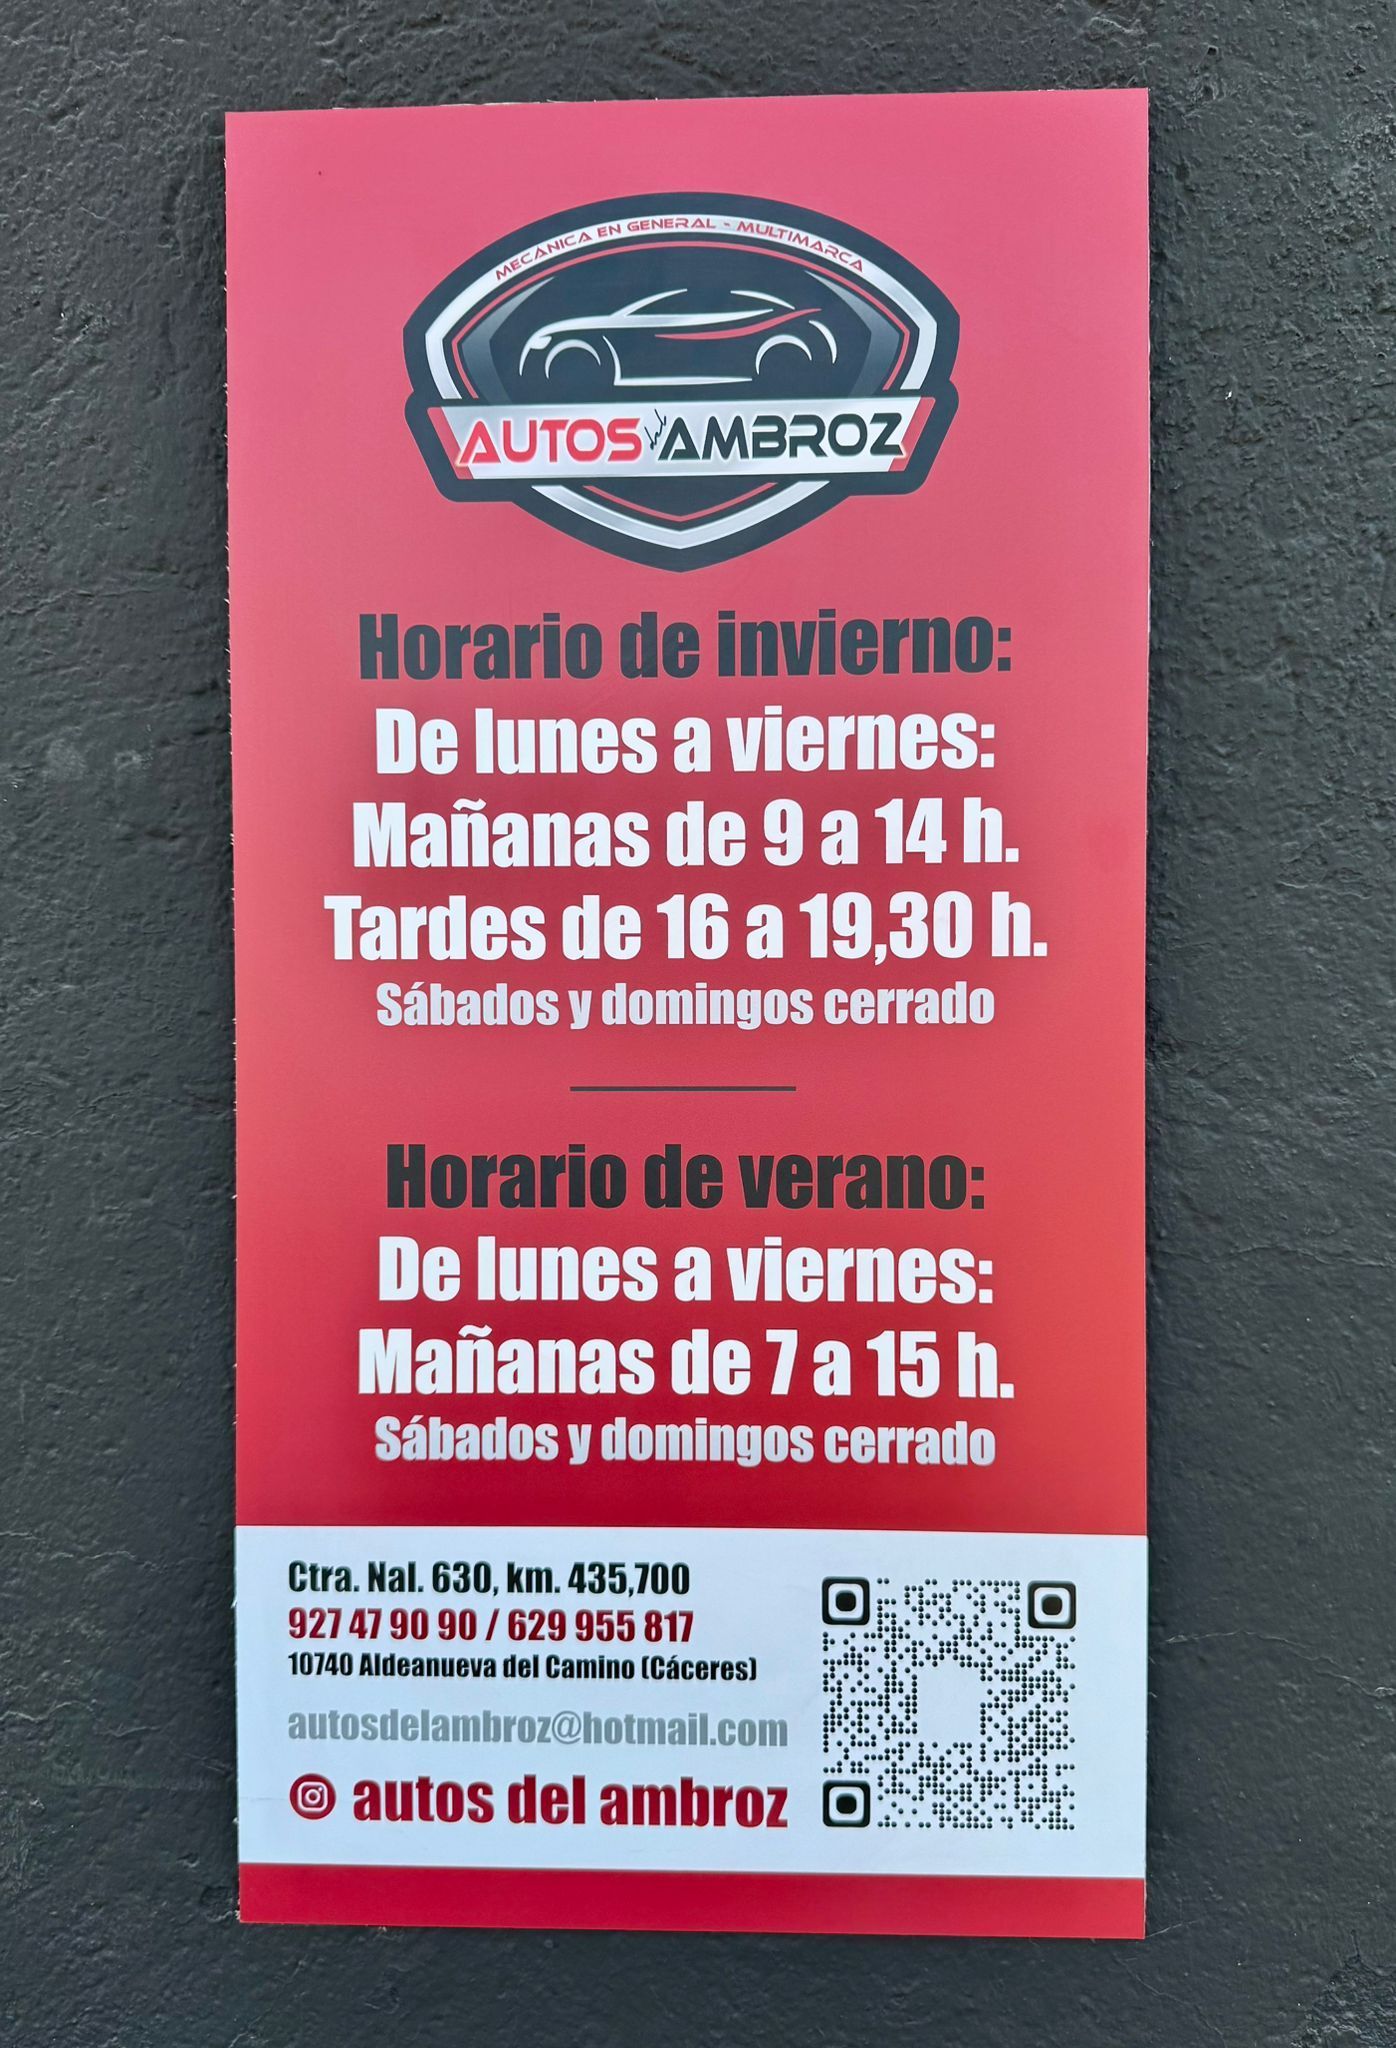 MECÁNICA EN GENERAL - MULTIMARCA
AUTOS del AMBROZ
Horario de invierno:
De lunes a viernes:
Mañanas de 9 a 14 h.
Tardes de 16 a 19,30 h.
Sábados y domingos cerrado
Horario de verano:
De lunes a viernes:
Mañanas de 7 a 15 h.
Sábados y domingos cerrado
Ctra. Nal. 630, km. 435,700
927 47 90 90 / 629 955 817
10740 Aldeanueva del Camino (Cáceres)
autosdelambroz@hotmail.com
autos del ambroz